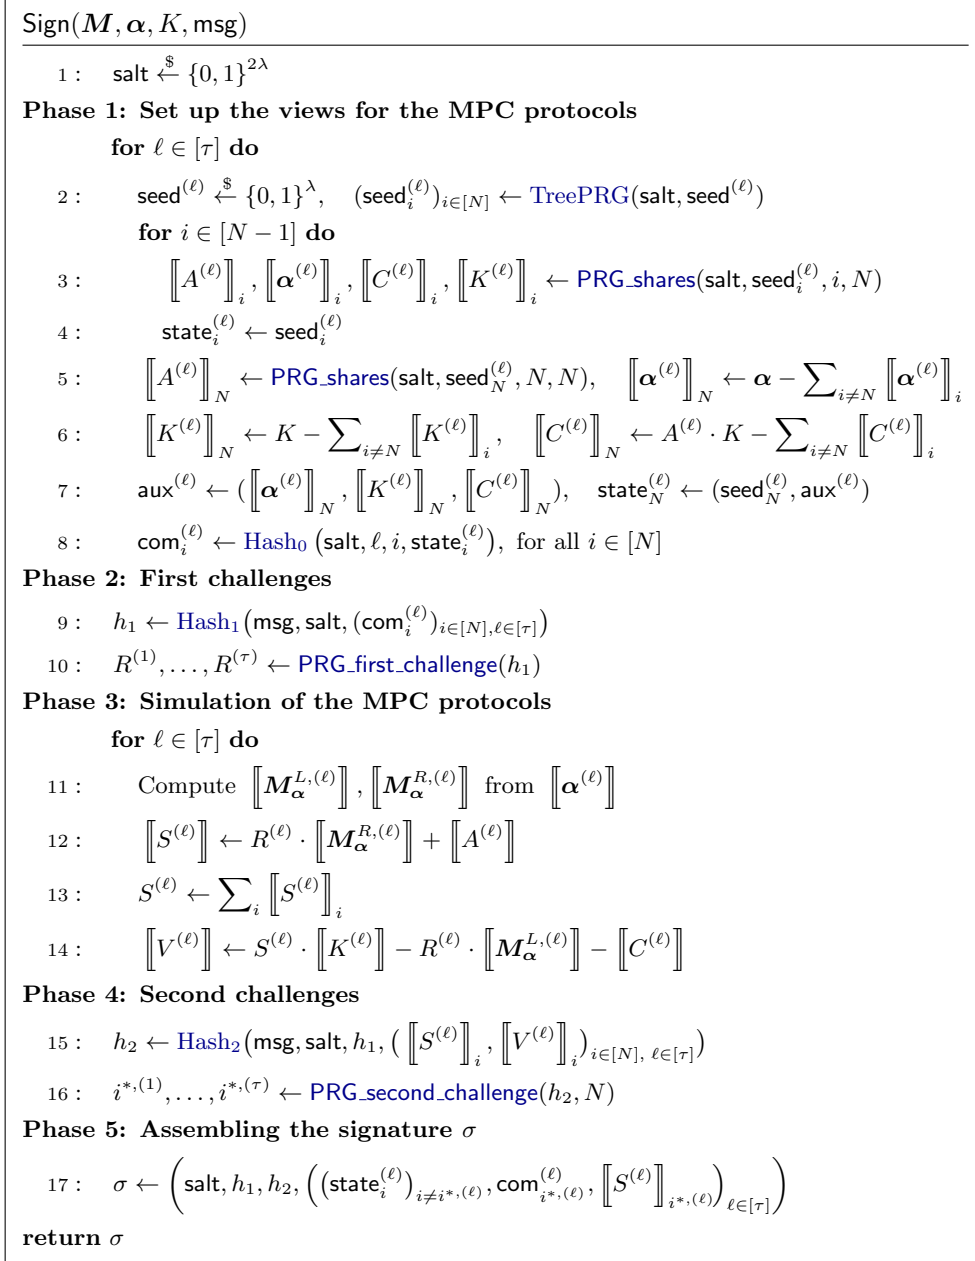 Sign(M, α, K, msg)
1 : salt ←$ {0, 1}^{2λ}
Phase 1: Set up the views for the MPC protocols
for ℓ ∈ [τ] do
2 : seed^{(ℓ)} ←$ {0, 1}^λ, (seed_i^{(ℓ)})_{i∈[N]} ← TreePRG(salt, seed^{(ℓ)})
for i ∈ [N − 1] do
3 : ⟦A^{(ℓ)}⟧_i, ⟦α^{(ℓ)}⟧_i, ⟦C^{(ℓ)}⟧_i, ⟦K^{(ℓ)}⟧_i ← PRG_shares(salt, seed_i^{(ℓ)}, i, N)
4 : state_i^{(ℓ)} ← seed_i^{(ℓ)}
5 : ⟦A^{(ℓ)}⟧_N ← PRG_shares(salt, seed_N^{(ℓ)}, N, N), ⟦α^{(ℓ)}⟧_N ← α − ∑_{i≠N} ⟦α^{(ℓ)}⟧_i
6 : ⟦K^{(ℓ)}⟧_N ← K − ∑_{i≠N} ⟦K^{(ℓ)}⟧_i, ⟦C^{(ℓ)}⟧_N ← A^{(ℓ)} · K − ∑_{i≠N} ⟦C^{(ℓ)}⟧_i
7 : aux^{(ℓ)} ← (⟦α^{(ℓ)}⟧_N, ⟦K^{(ℓ)}⟧_N, ⟦C^{(ℓ)}⟧_N), state_N^{(ℓ)} ← (seed_N^{(ℓ)}, aux^{(ℓ)})
8 : com_i^{(ℓ)} ← Hash_0 (salt, ℓ, i, state_i^{(ℓ)}), for all i ∈ [N]
Phase 2: First challenges
9 : h_1 ← Hash_1(msg, salt, (com_i^{(ℓ)})_{i∈[N],ℓ∈[τ]})
10 : R^{(1)}, . . . , R^{(τ)} ← PRG_first_challenge(h_1)
Phase 3: Simulation of the MPC protocols
for ℓ ∈ [τ] do
11 : Compute ⟦M_α^{L,(ℓ)}⟧, ⟦M_α^{R,(ℓ)}⟧ from ⟦α^{(ℓ)}⟧
12 : ⟦S^{(ℓ)}⟧ ← R^{(ℓ)} · ⟦M_α^{R,(ℓ)}⟧ + ⟦A^{(ℓ)}⟧
13 : S^{(ℓ)} ← ∑_i ⟦S^{(ℓ)}⟧_i
14 : ⟦V^{(ℓ)}⟧ ← S^{(ℓ)} · ⟦K^{(ℓ)}⟧ − R^{(ℓ)} · ⟦M_α^{L,(ℓ)}⟧ − ⟦C^{(ℓ)}⟧
Phase 4: Second challenges
15 : h_2 ← Hash_2(msg, salt, h_1, (⟦S^{(ℓ)}⟧_i, ⟦V^{(ℓ)}⟧_i)_{i∈[N], ℓ∈[τ]})
16 : i^{*,(1)}, . . . , i^{*,(τ)} ← PRG_second_challenge(h_2, N)
Phase 5: Assembling the signature σ
17 : σ ← (salt, h_1, h_2, ((state_i^{(ℓ)})_{i≠i^{*,(ℓ)}}, com_{i^{*,(ℓ)}}^{(ℓ)}, ⟦S^{(ℓ)}⟧_{i^{*,(ℓ)}})_{ℓ∈[τ]})
return σ